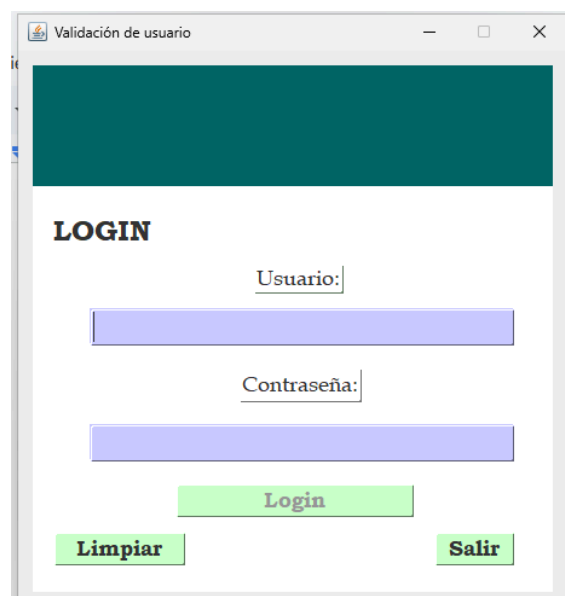 Validación de usuario
LOGIN
Usuario:
Contraseña:
Login
Limpiar
Salir